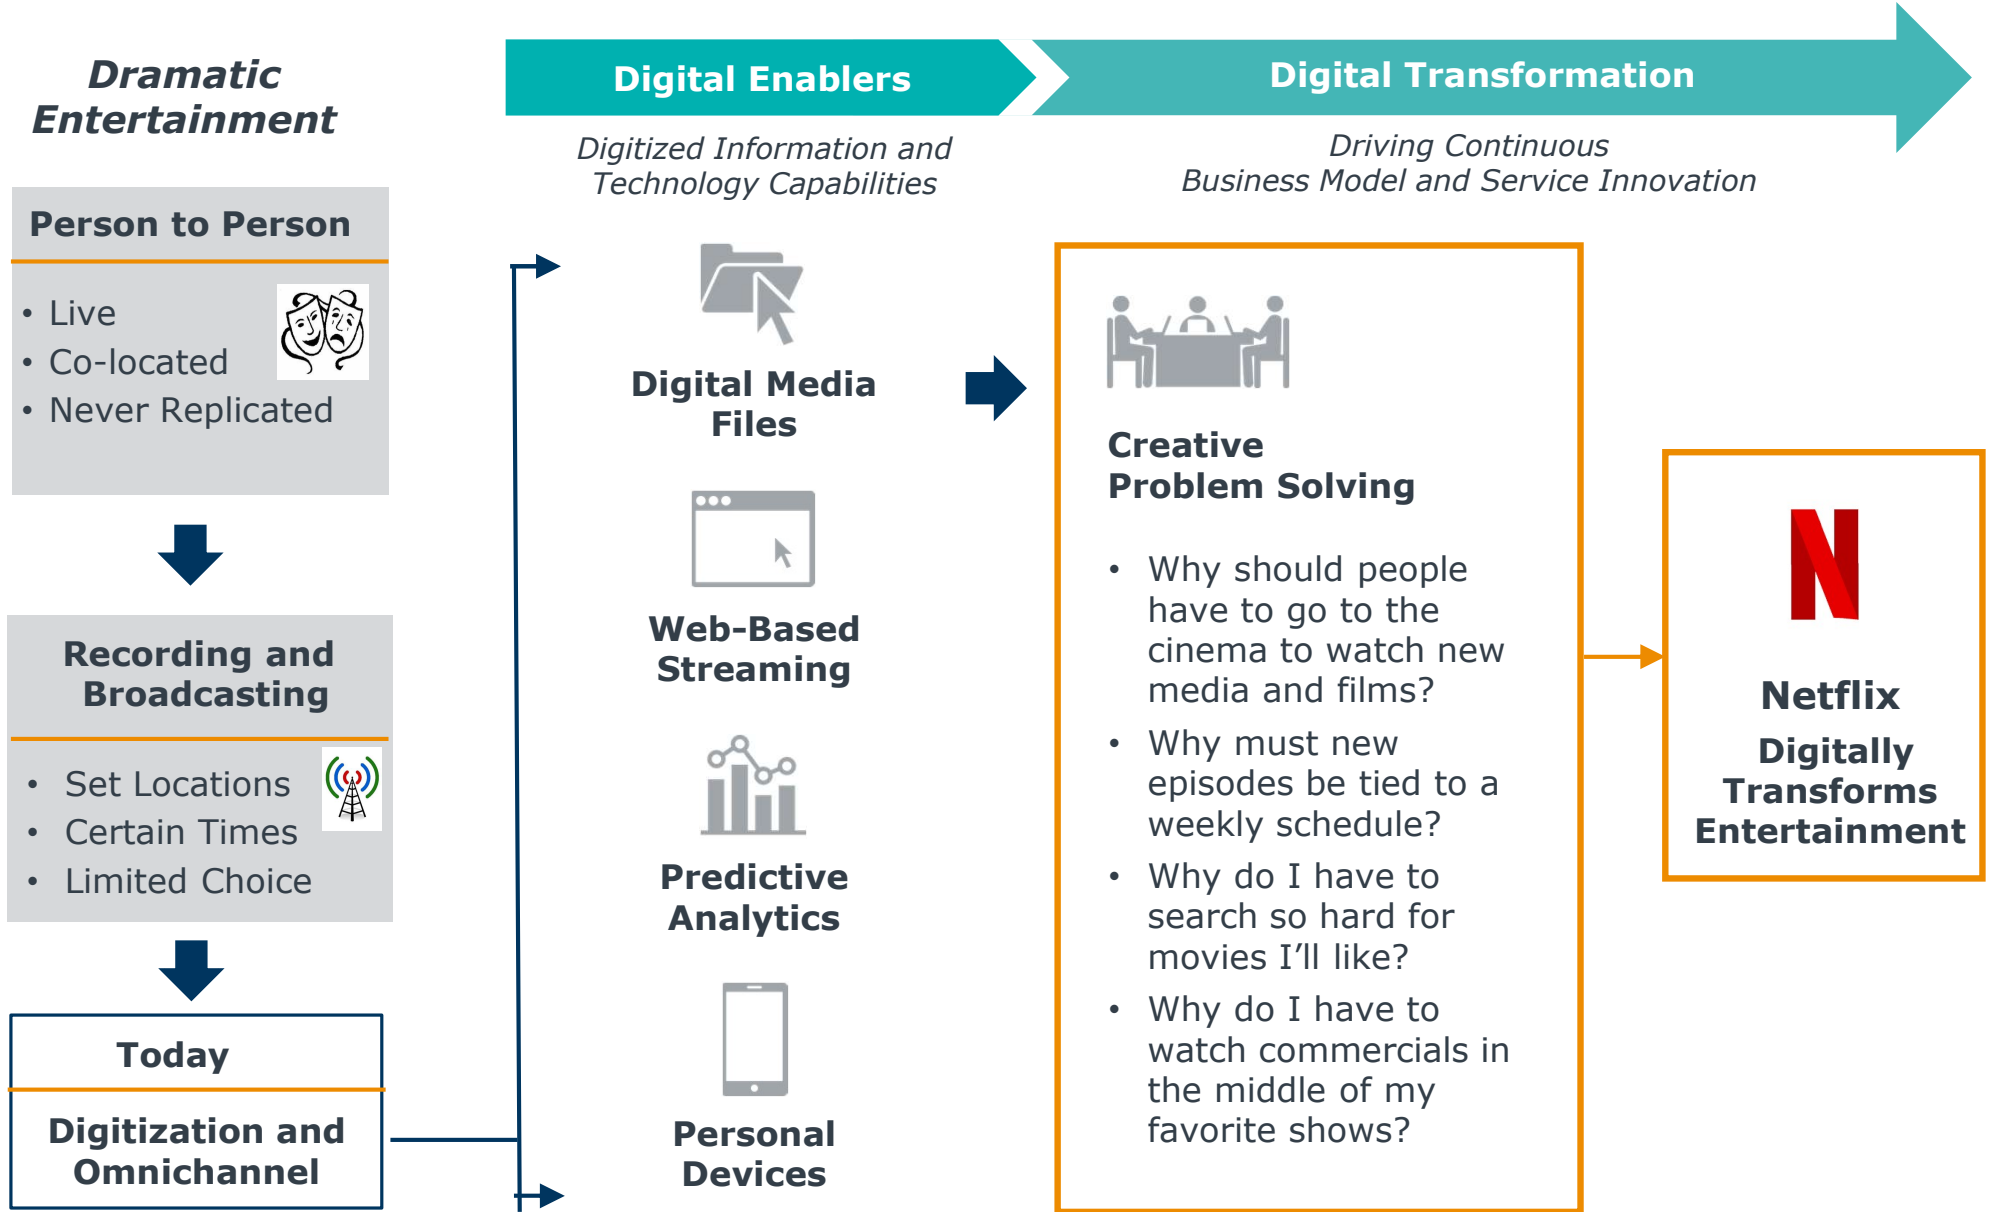 Dramatic
Entertainment
Person to Person
• Live
• Co-located
• Never Replicated
Recording and
Broadcasting
• Set Locations
• Certain Times
• Limited Choice
Today
Digitization and
Omnichannel
Digital Enablers
Digitized Information and
Technology Capabilities
Digital Media
Files
Web-Based
Streaming
Predictive
Analytics
Personal
Devices
Digital Transformation
Driving Continuous
Business Model and Service Innovation
Creative
Problem Solving
• Why should people
have to go to the
cinema to watch new
media and films?
• Why must new
episodes be tied to a
weekly schedule?
• Why do I have to
search so hard for
movies I’ll like?
• Why do I have to
watch commercials in
the middle of my
favorite shows?
N
Netflix
Digitally
Transforms
Entertainment